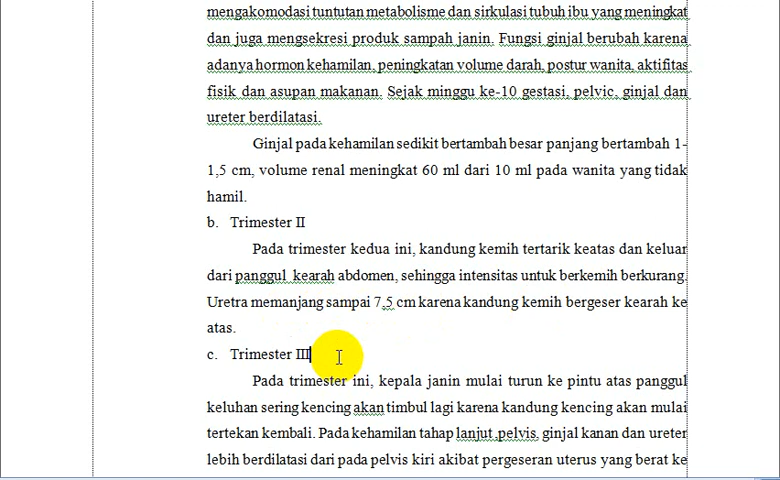 mengakomodasi tuntutan metabolisme dan sirkulasi tubuh ibu yang meningkat
dan juga mengsekresi produk sampah janin. Fungsi ginjal berubah karena
adanya hormon kehamilan, peningkatan volume darah, postur wanita, aktifitas
fisik dan asupan makanan. Sejak minggu ke-10 gestasi, pelvic, ginjal dan
ureter berdilatasi.
Ginjal pada kehamilan sedikit bertambah besar panjang bertambah 1-
1,5 cm, volume renal meningkat 60 ml dari 10 ml pada wanita yang tidak
hamil.
b. Trimester II
Pada trimester kedua ini, kandung kemih tertarik keatas dan keluar
dari panggul kearah abdomen, sehingga intensitas untuk berkemih berkurang.
Uretra memanjang sampai 7,5 cm karena kandung kemih bergeser kearah ke
atas.
c. Trimester III
Pada trimester ini, kepala janin mulai turun ke pintu atas panggul
keluhan sering kencing akan timbul lagi karena kandung kencing akan mulai
tertekan kembali. Pada kehamilan tahap lanjut ,pelvis, ginjal kanan dan ureter
lebih berdilatasi dari pada pelvis kiri akibat pergeseran uterus yang berat ke